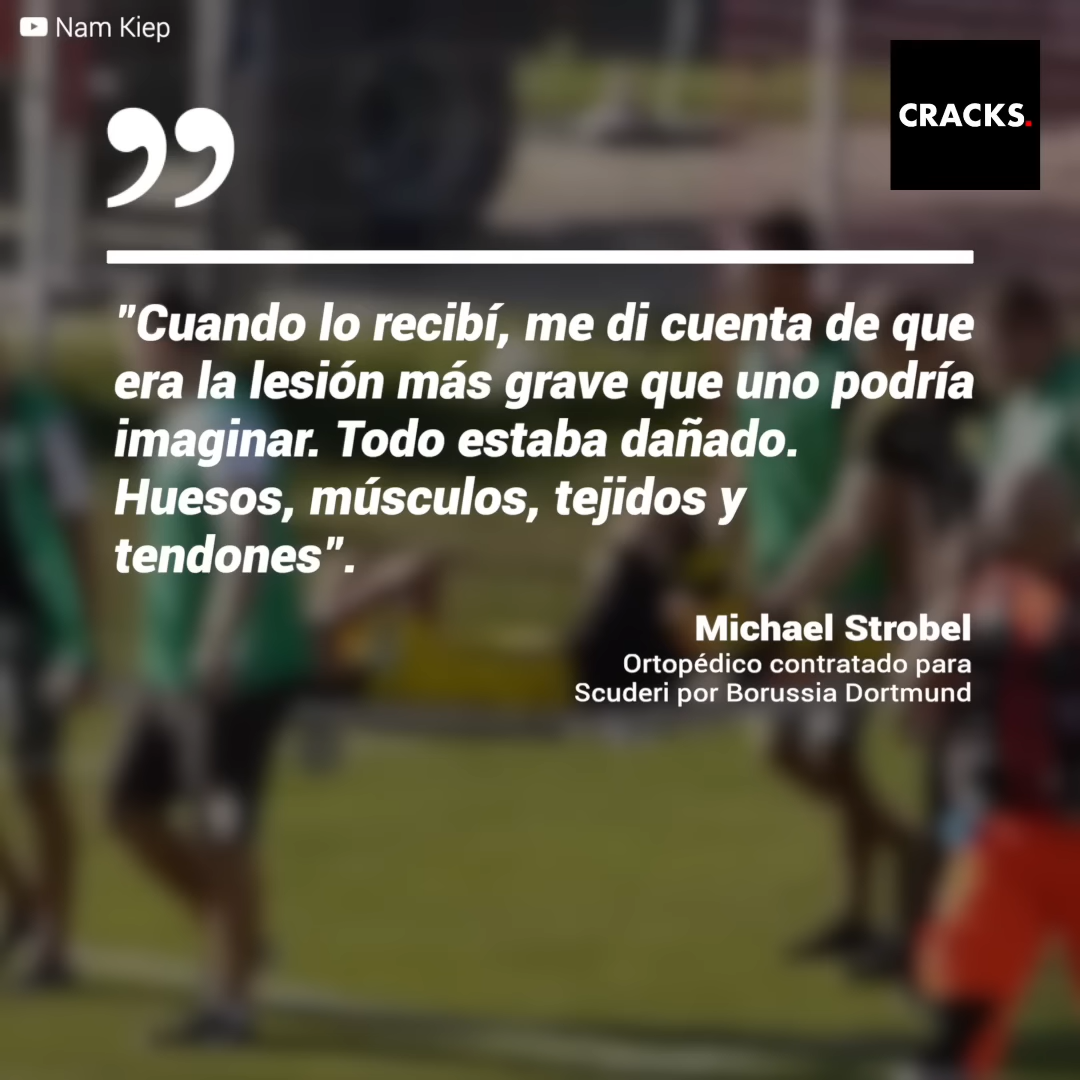 Nam Kiep
CRACKS.
"Cuando lo recibí, me di cuenta de que
era la lesión más grave que uno podría
imaginar. Todo estaba dañado.
Huesos, músculos, tejidos y
tendones".
Michael Strobel
Ortopédico contratado para
Scuderi por Borussia Dortmund